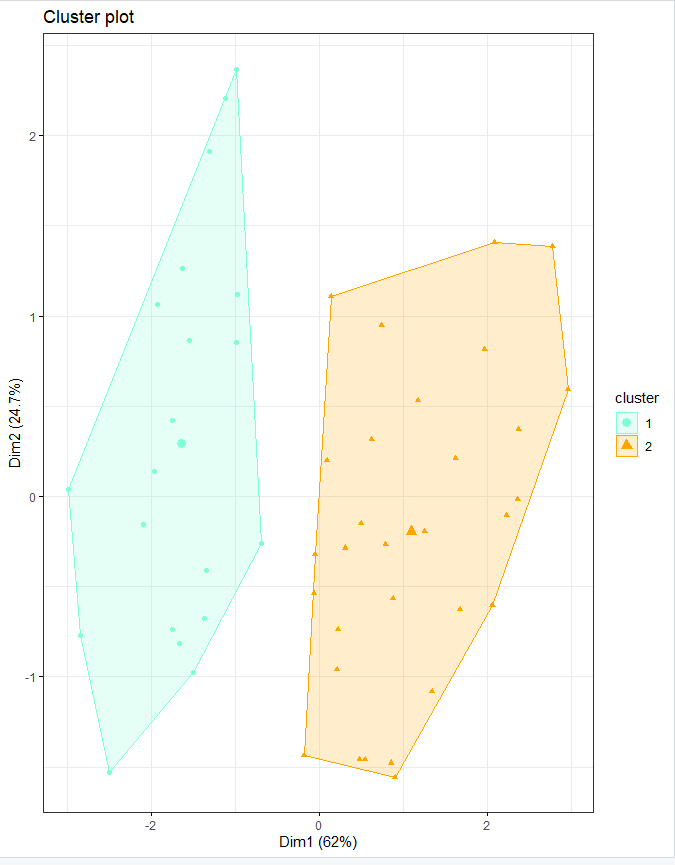 Cluster plot
2
1
0
-1
Dim2 (24.7%)
-2
0
2
Dim1 (62%)
cluster
1
2